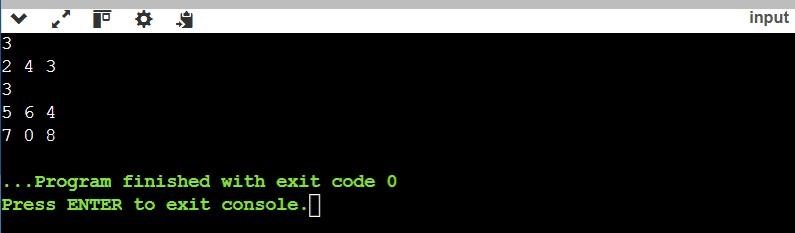 input
3
2 4 3
3
5 6 4
7 0 8
...Program finished with exit code 0
Press ENTER to exit console.